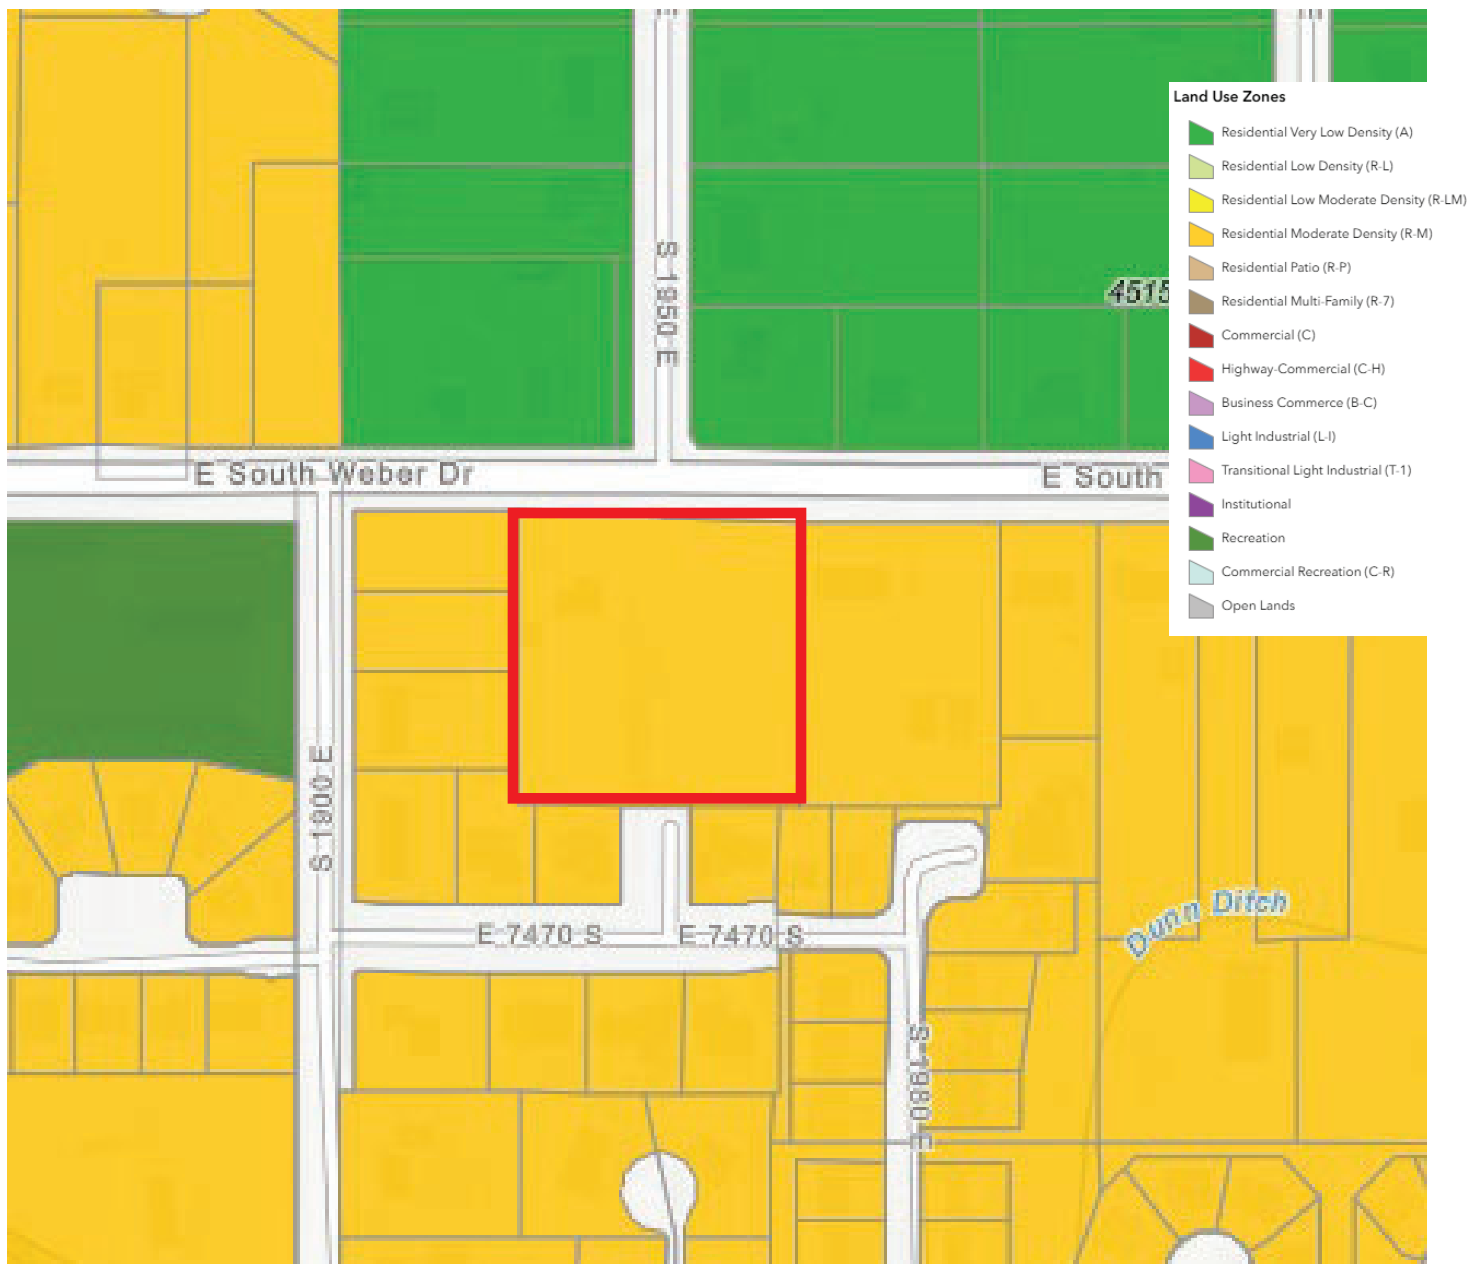 S 1950 E
4515
E South Weber Dr
E South
S 1900 E
E 7470 S
E 7470 S
S 1980 E
Dunn Ditch
Land Use Zones
Residential Very Low Density (A)
Residential Low Density (R-L)
Residential Low Moderate Density (R-LM)
Residential Moderate Density (R-M)
Residential Patio (R-P)
Residential Multi-Family (R-7)
Commercial (C)
Highway-Commercial (C-H)
Business Commerce (B-C)
Light Industrial (L-I)
Transitional Light Industrial (T-1)
Institutional
Recreation
Commercial Recreation (C-R)
Open Lands